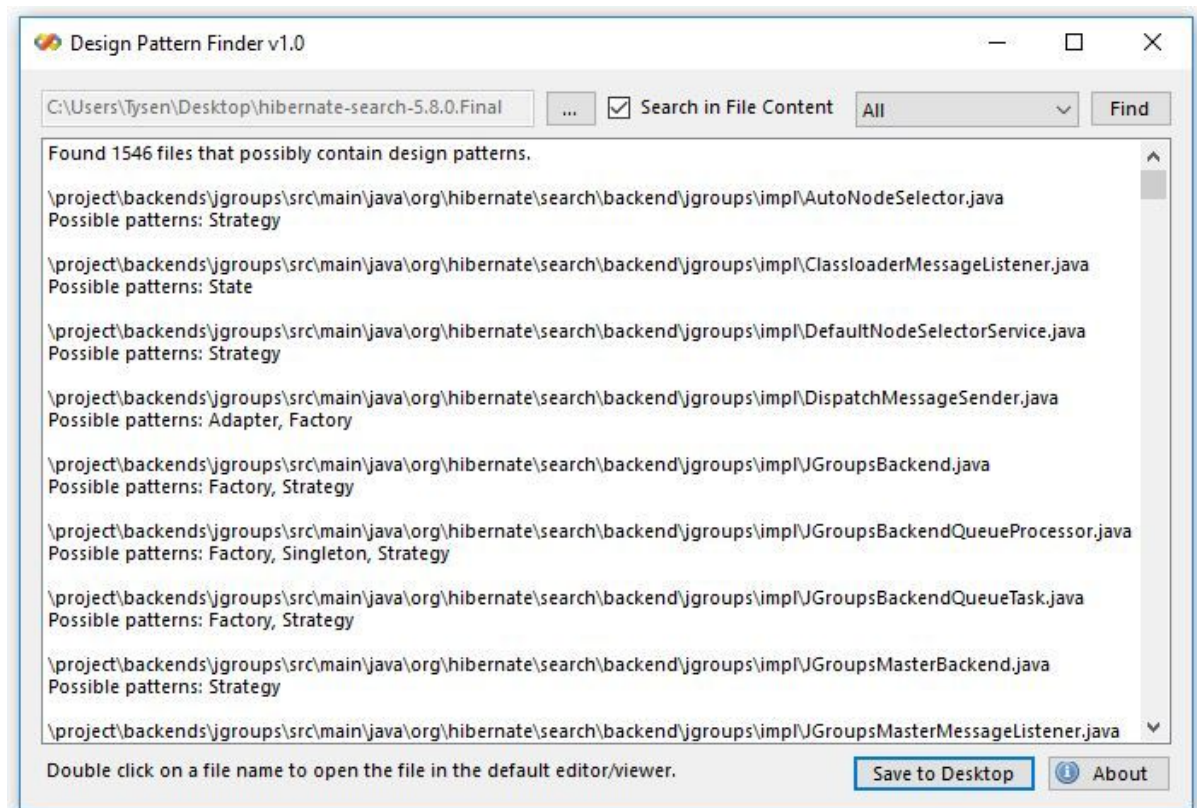 Design Pattern Finder v1.0
C:\Users\Tysen\Desktop\hibernate-search-5.8.0.Final ... Search in File Content All Find
Found 1546 files that possibly contain design patterns.
\project\backends\jgroups\src\main\java\org\hibernate\search\backend\jgroups\impl\AutoNodeSelector.java
Possible patterns: Strategy
\project\backends\jgroups\src\main\java\org\hibernate\search\backend\jgroups\impl\ClassloaderMessageListener.java
Possible patterns: State
\project\backends\jgroups\src\main\java\org\hibernate\search\backend\jgroups\impl\DefaultNodeSelectorService.java
Possible patterns: Strategy
\project\backends\jgroups\src\main\java\org\hibernate\search\backend\jgroups\impl\DispatchMessageSender.java
Possible patterns: Adapter, Factory
\project\backends\jgroups\src\main\java\org\hibernate\search\backend\jgroups\impl\JGroupsBackend.java
Possible patterns: Factory, Strategy
\project\backends\jgroups\src\main\java\org\hibernate\search\backend\jgroups\impl\JGroupsBackendQueueProcessor.java
Possible patterns: Factory, Singleton, Strategy
\project\backends\jgroups\src\main\java\org\hibernate\search\backend\jgroups\impl\JGroupsBackendQueueTask.java
Possible patterns: Factory, Strategy
\project\backends\jgroups\src\main\java\org\hibernate\search\backend\jgroups\impl\JGroupsMasterBackend.java
Possible patterns: Strategy
\project\backends\jgroups\src\main\java\org\hibernate\search\backend\jgroups\impl\JGroupsMasterMessageListener.java
Double click on a file name to open the file in the default editor/viewer. Save to Desktop About